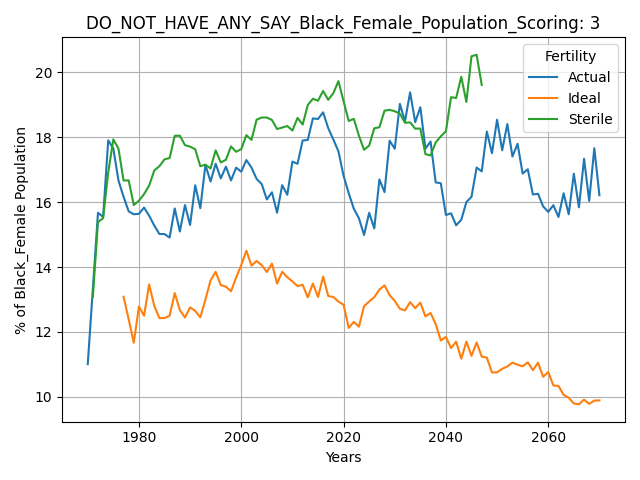 DO_NOT_HAVE_ANY_SAY_Black_Female_Population_Scoring: 3
% of Black_Female Population
20
18
16
14
12
10
Fertility
Actual
Ideal
Sterile
1980
2000
2020
2040
2060
Years